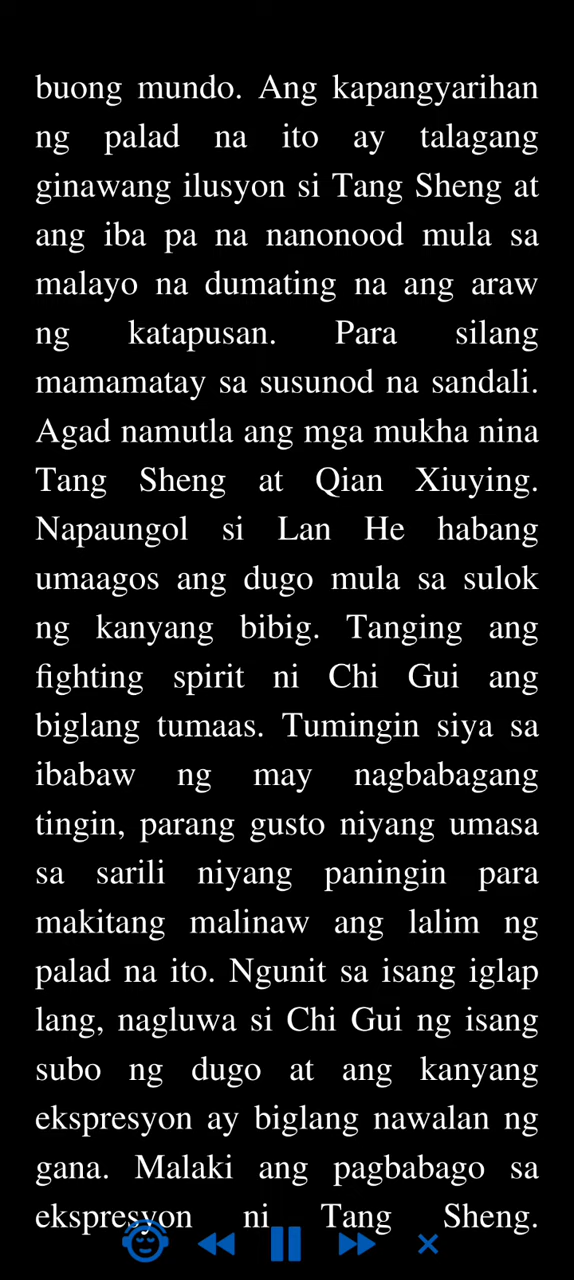 buong mundo. Ang kapangyarihan
ng palad na ito ay talagang
ginawang ilusyon si Tang Sheng at
ang iba pa na nanonood mula sa
malayo na dumating na ang araw
ng katapusan. Para silang
mamamatay sa susunod na sandali.
Agad namutla ang mga mukha nina
Tang Sheng at Qian Xiuying.
Napaungol si Lan He habang
umaagos ang dugo mula sa sulok
ng kanyang bibig. Tanging ang
fighting spirit ni Chi Gui ang
biglang tumaas. Tumingin siya sa
ibabaw ng may nagbabagang
tingin, parang gusto niyang umasa
sa sarili niyang paningin para
makitang malinaw ang lalim ng
palad na ito. Ngunit sa isang iglap
lang, nagluwa si Chi Gui ng isang
subo ng dugo at ang kanyang
ekspresyon ay biglang nawalan ng
gana. Malaki ang pagbabago sa
ekspresyon ni Tang Sheng.